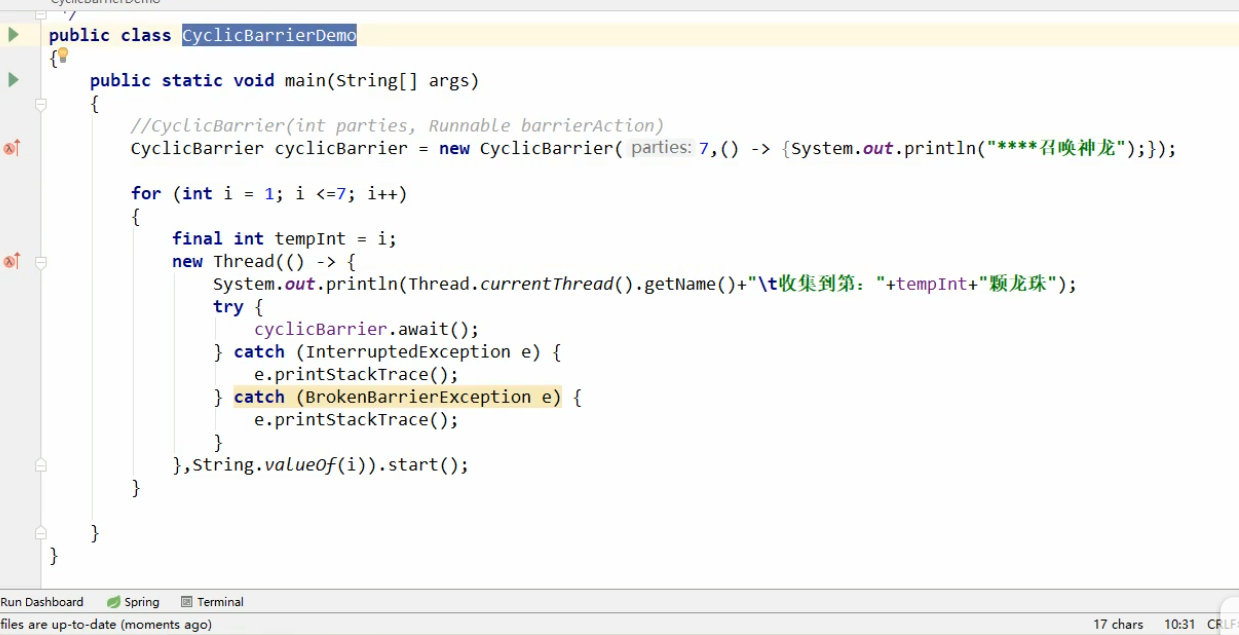 CyclicBarrierDemo
*/
public class CyclicBarrierDemo
{
public static void main(String[] args)
{
//CyclicBarrier(int parties, Runnable barrierAction)
CyclicBarrier cyclicBarrier = new CyclicBarrier( parties: 7,() -> {System.out.println("****召唤神龙");});
for (int i = 1; i <=7; i++)
{
final int tempInt = i;
new Thread(() -> {
System.out.println(Thread.currentThread().getName()+"\t收集到第："+tempInt+"颗龙珠");
try {
cyclicBarrier.await();
} catch (InterruptedException e) {
e.printStackTrace();
} catch (BrokenBarrierException e) {
e.printStackTrace();
}
},String.valueOf(i)).start();
}
}
}
Run Dashboard Spring Terminal
files are up-to-date (moments ago) 17 chars 10:31 CRLF